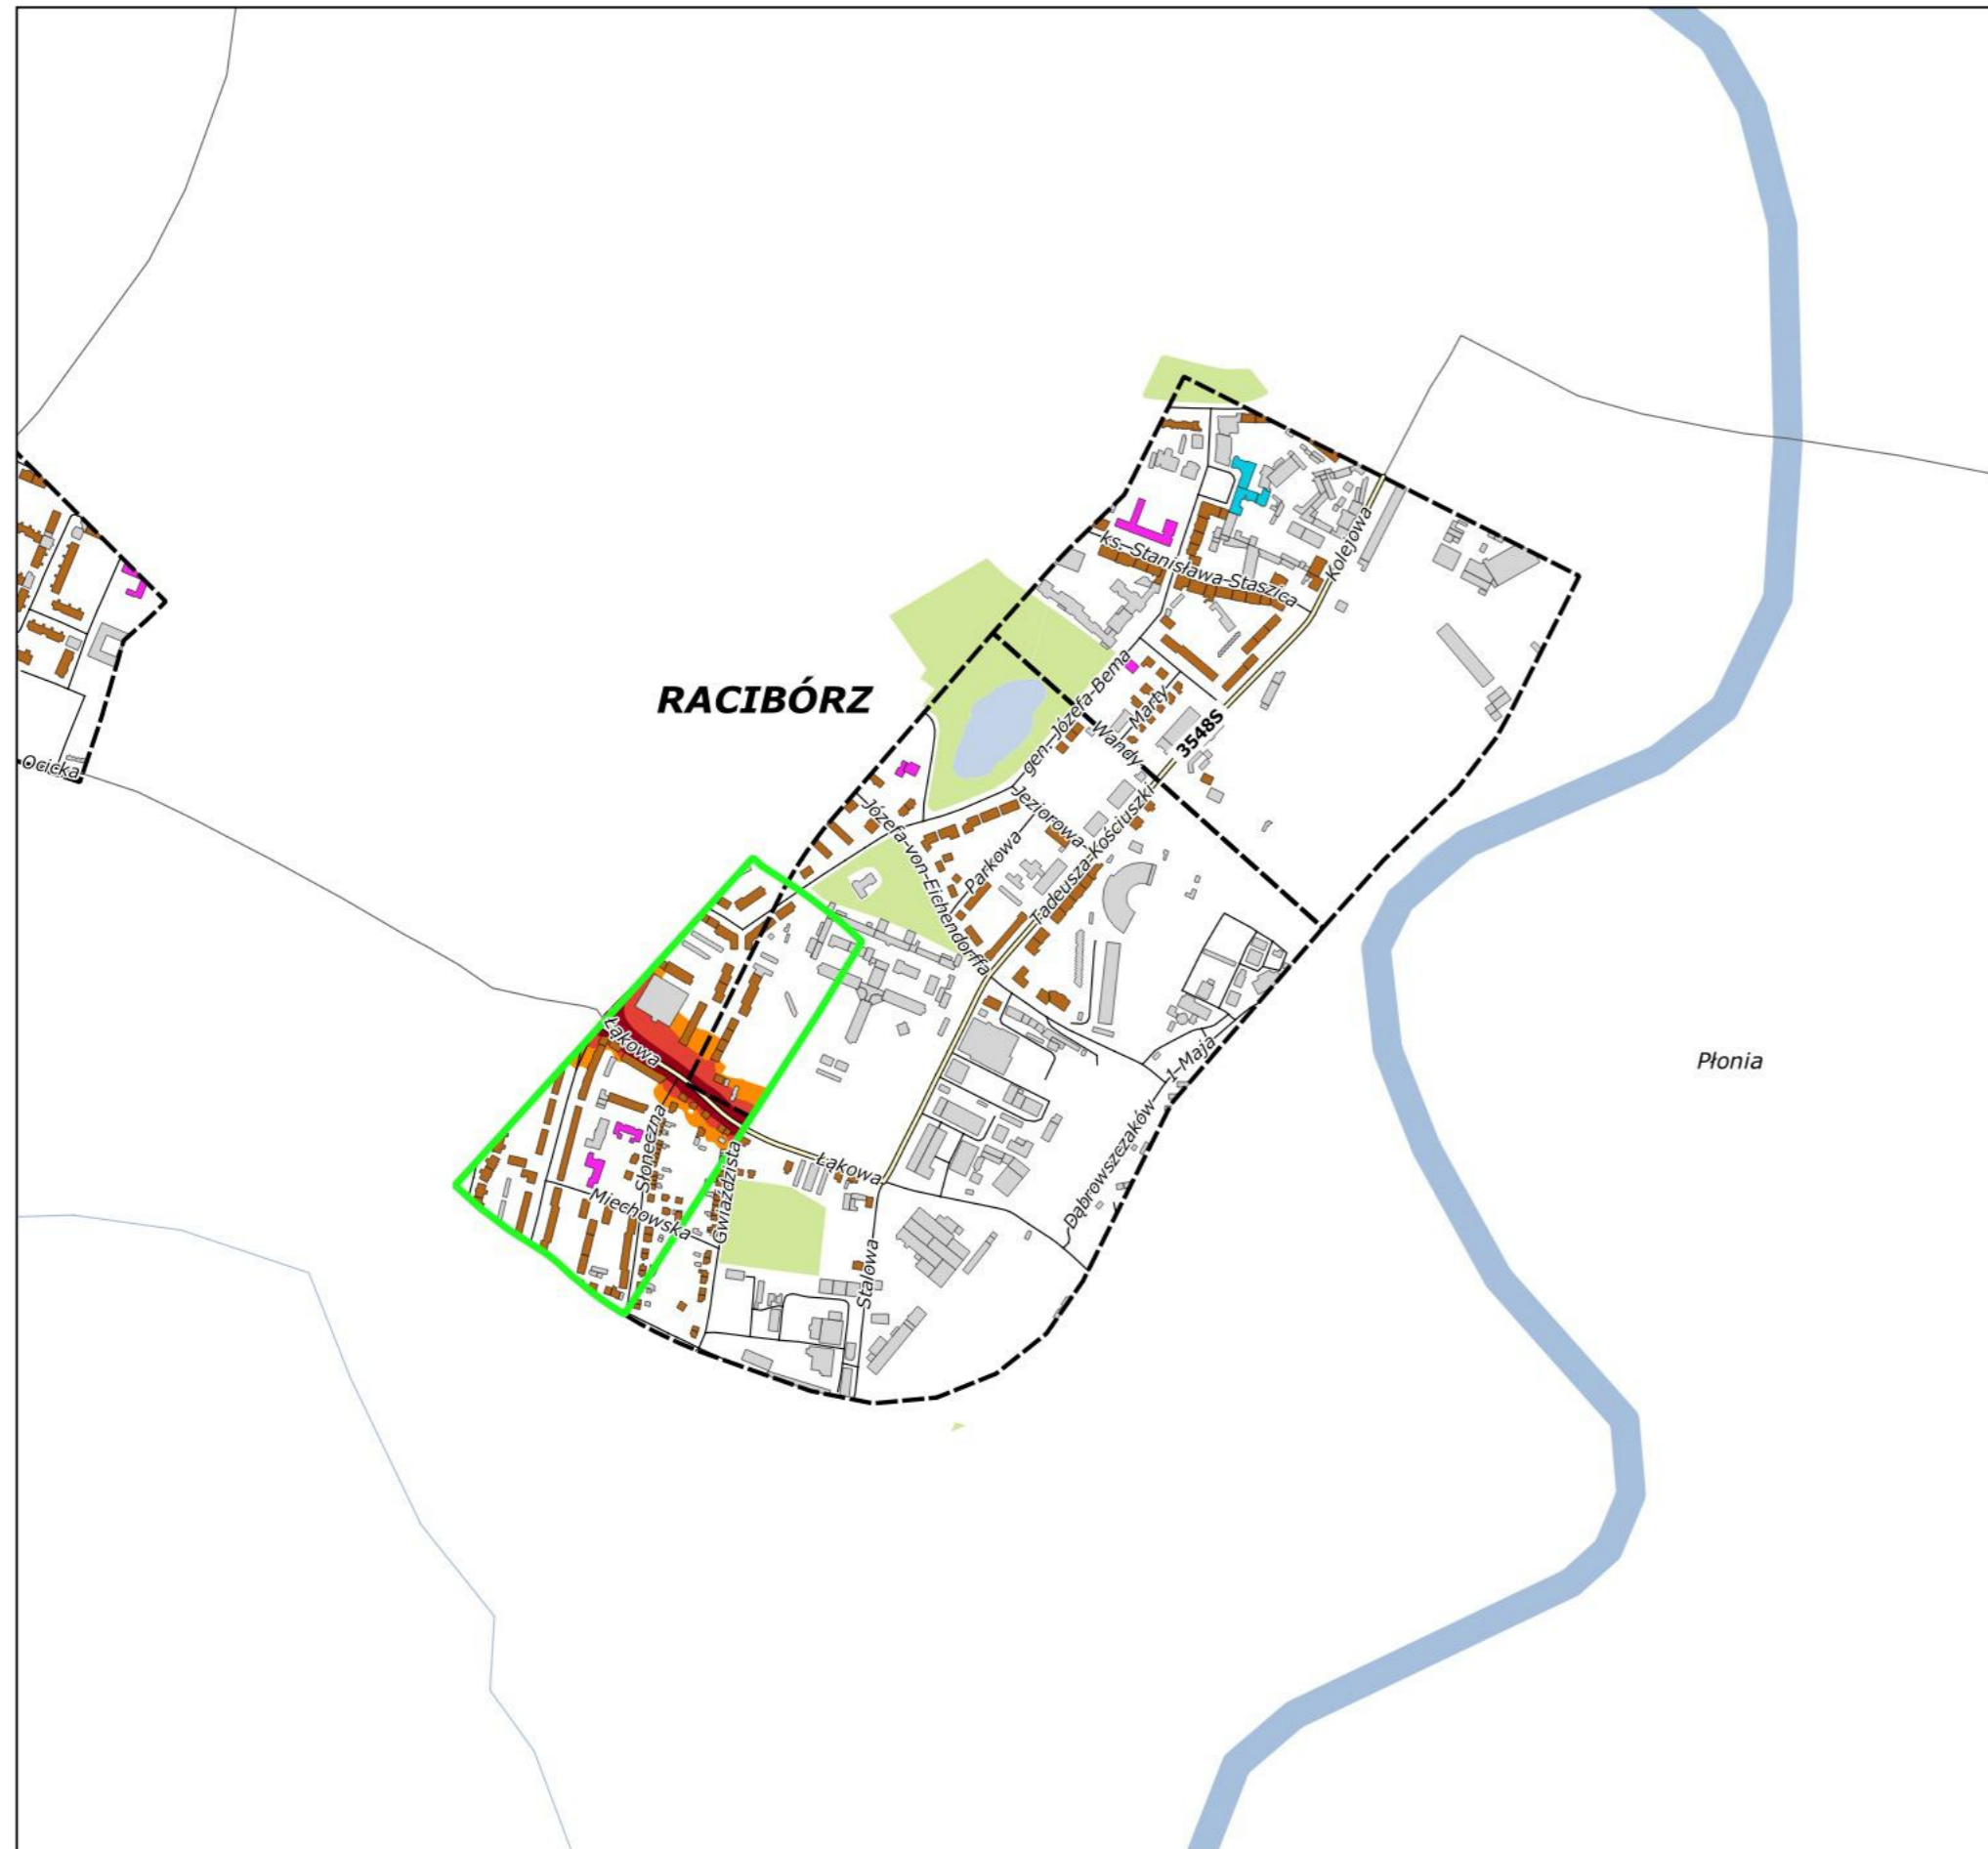 Kolejowa
ks. Stanisława Staszica
gen. Józefa Bema
RACIBÓRZ
Marty
Wandy
3548S
Ocicka
Jeziorowa
Józefa von Eichendorffa
Parkowa
Tadeusza Kościuszki
Łąkowa
1 Maja
Płonia
Słoneczna
Gwiaździsta
Łąkowa
Dąbrowszczaków
Miechowska
Stalowa